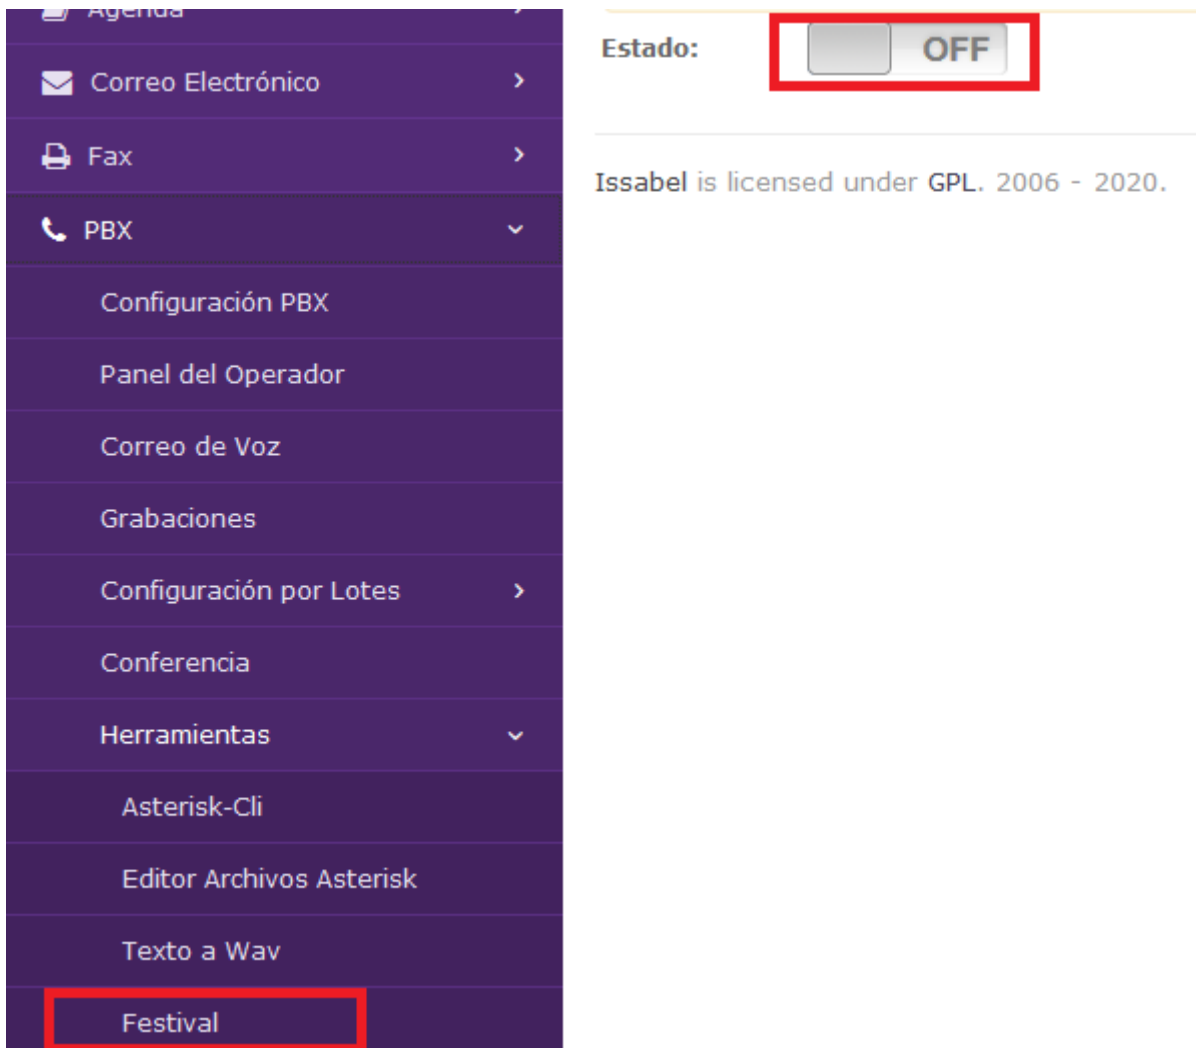 Agenda
Correo Electrónico
Fax
PBX
Configuración PBX
Panel del Operador
Correo de Voz
Grabaciones
Configuración por Lotes
Conferencia
Herramientas
Asterisk-Cli
Editor Archivos Asterisk
Texto a Wav
Festival
Estado:
OFF
Issabel is licensed under GPL. 2006 - 2020.